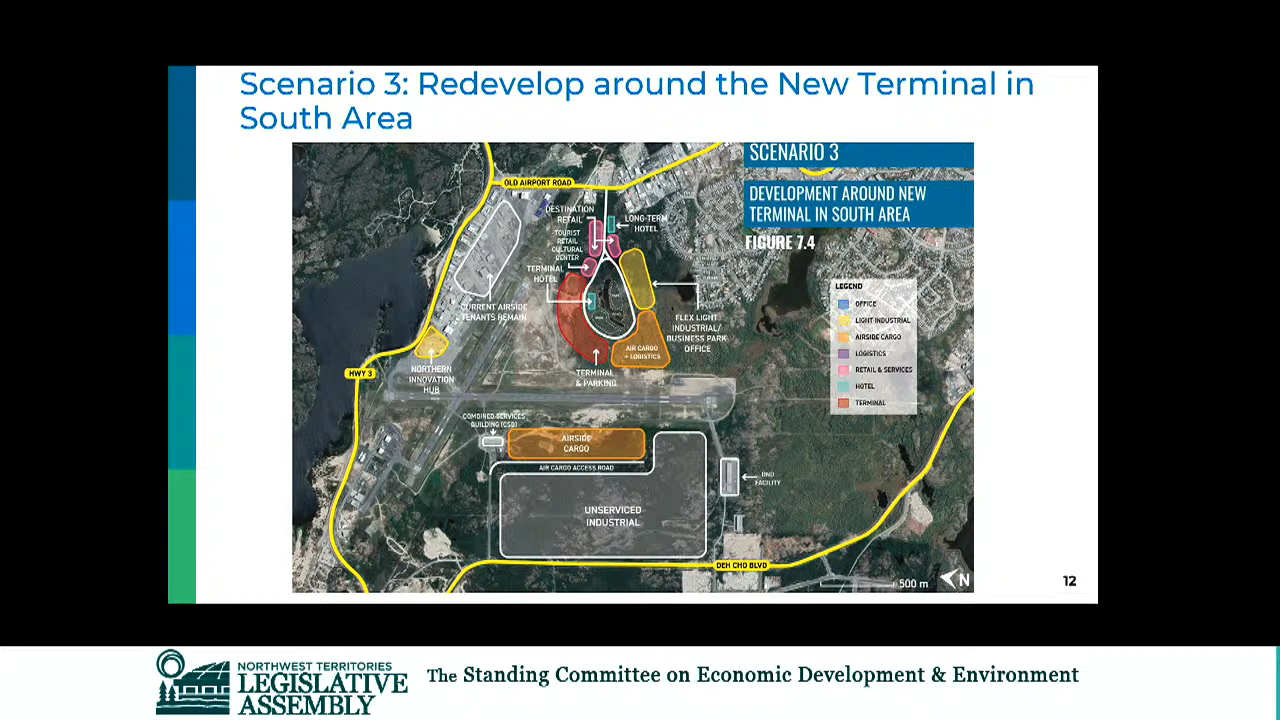 Scenario 3: Redevelop around the New Terminal in
South Area
SCENARIO 3
DEVELOPMENT AROUND NEW
TERMINAL IN SOUTH AREA
FIGURE 7.4
OLD AIRPORT ROAD
DESTINATION
RETAIL
LONG-TERM
HOTEL
TOURIST
RETAIL
CULTURAL
CENTER
TERMINAL
HOTEL
CURRENT AIRSIDE
TENANTS REMAIN
FLEX LIGHT
INDUSTRIAL/
BUSINESS PARK
OFFICE
AIR CARGO
+ LOGISTICS
TERMINAL
& PARKING
HWY 3
NORTHERN
INNOVATION
HUB
LEGEND
OFFICE
LIGHT INDUSTRIAL
AIRSIDE CARGO
LOGISTICS
RETAIL & SERVICES
HOTEL
TERMINAL
COMBINED SERVICES
BUILDING (CSB)
AIRSIDE
CARGO
AIR CARGO ACCESS ROAD
DND
FACILITY
UNSERVICED
INDUSTRIAL
DEH CHO BLVD
500 m
N
12
NORTHWEST TERRITORIES
LEGISLATIVE
ASSEMBLY
The Standing Committee on Economic Development & Environment